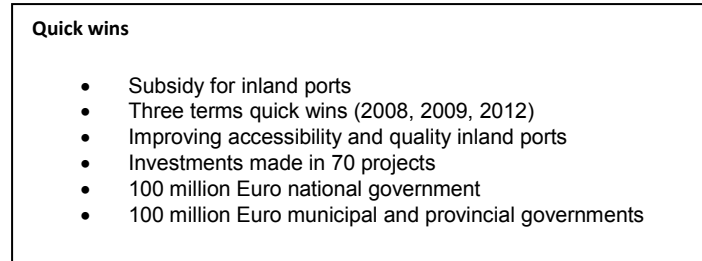 Quick wins
• Subsidy for inland ports
• Three terms quick wins (2008, 2009, 2012)
• Improving accessibility and quality inland ports
• Investments made in 70 projects
• 100 million Euro national government
• 100 million Euro municipal and provincial governments